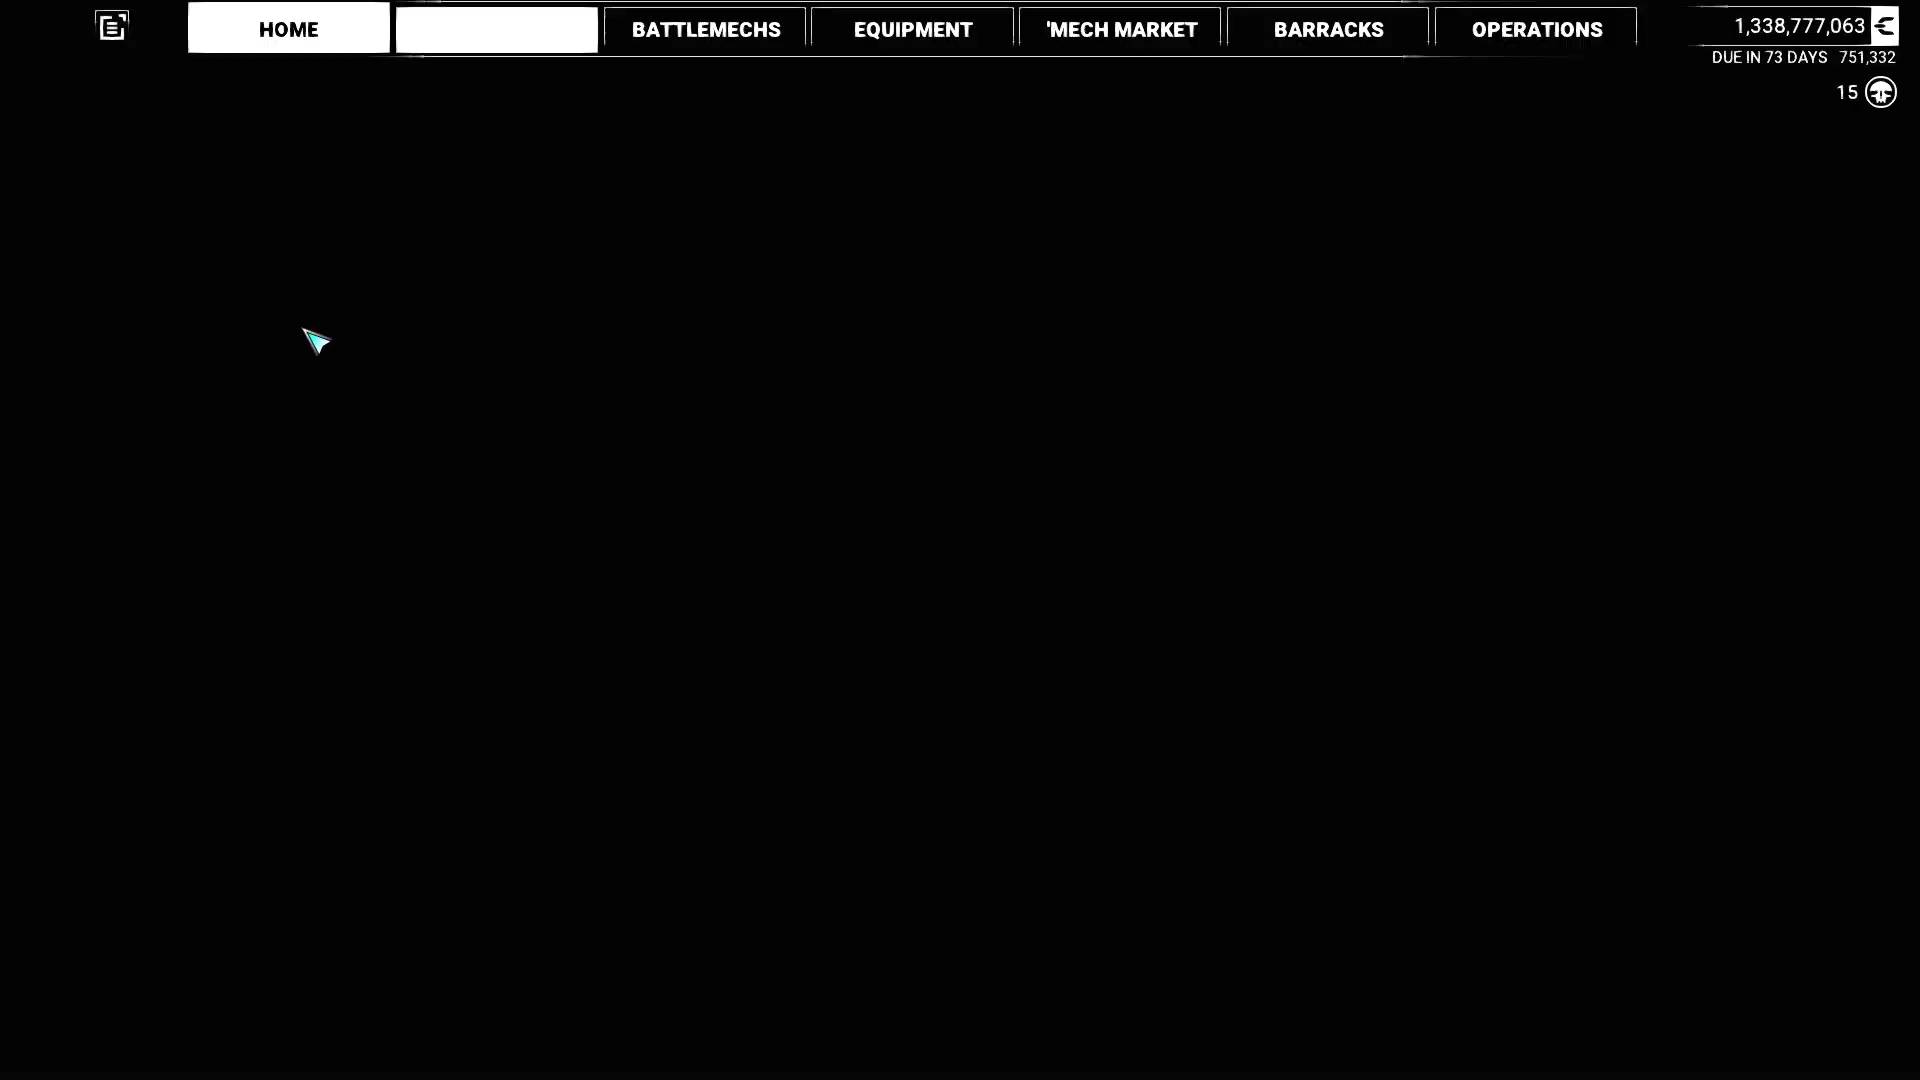 HOME
BATTLEMECHS
EQUIPMENT
'MECH MARKET
BARRACKS
OPERATIONS
1,338,777,063
DUE IN 73 DAYS 751,332
15